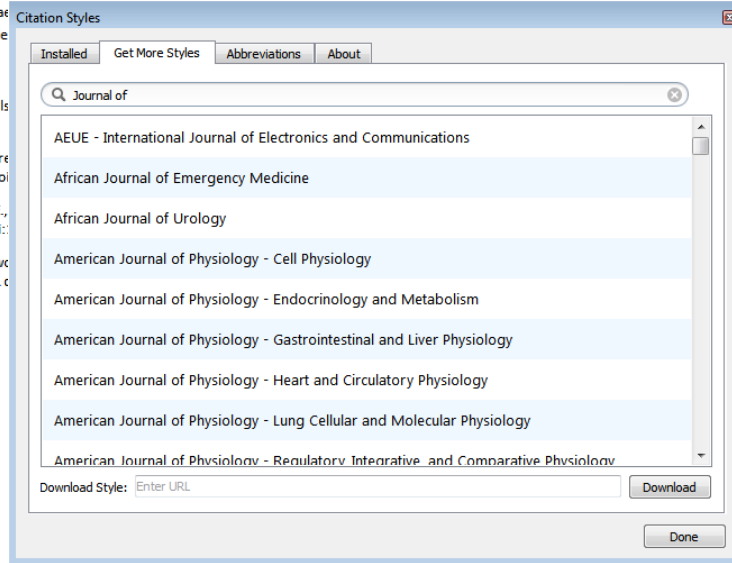 Citation Styles
Installed
Get More Styles
Abbreviations
About
Journal of
AEUE - International Journal of Electronics and Communications
African Journal of Emergency Medicine
African Journal of Urology
American Journal of Physiology - Cell Physiology
American Journal of Physiology - Endocrinology and Metabolism
American Journal of Physiology - Gastrointestinal and Liver Physiology
American Journal of Physiology - Heart and Circulatory Physiology
American Journal of Physiology - Lung Cellular and Molecular Physiology
American Journal of Physiology - Regulatory, Integrative, and Comparative Physiology
Download Style: Enter URL
Download
Done